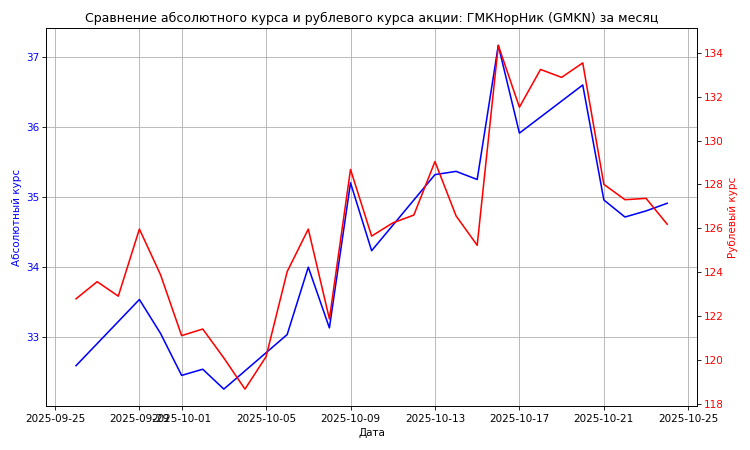 Сравнение абсолютного курса и рублевого курса акции: ГМКНорНик (GMKN) за месяц
37
36
35
34
33
Абсолютный курс
134
132
130
128
126
124
122
120
118
Рублевый курс
2025-09-25 2025-09-29 2025-10-01 2025-10-05 2025-10-09 2025-10-13 2025-10-17 2025-10-21 2025-10-25
Дата